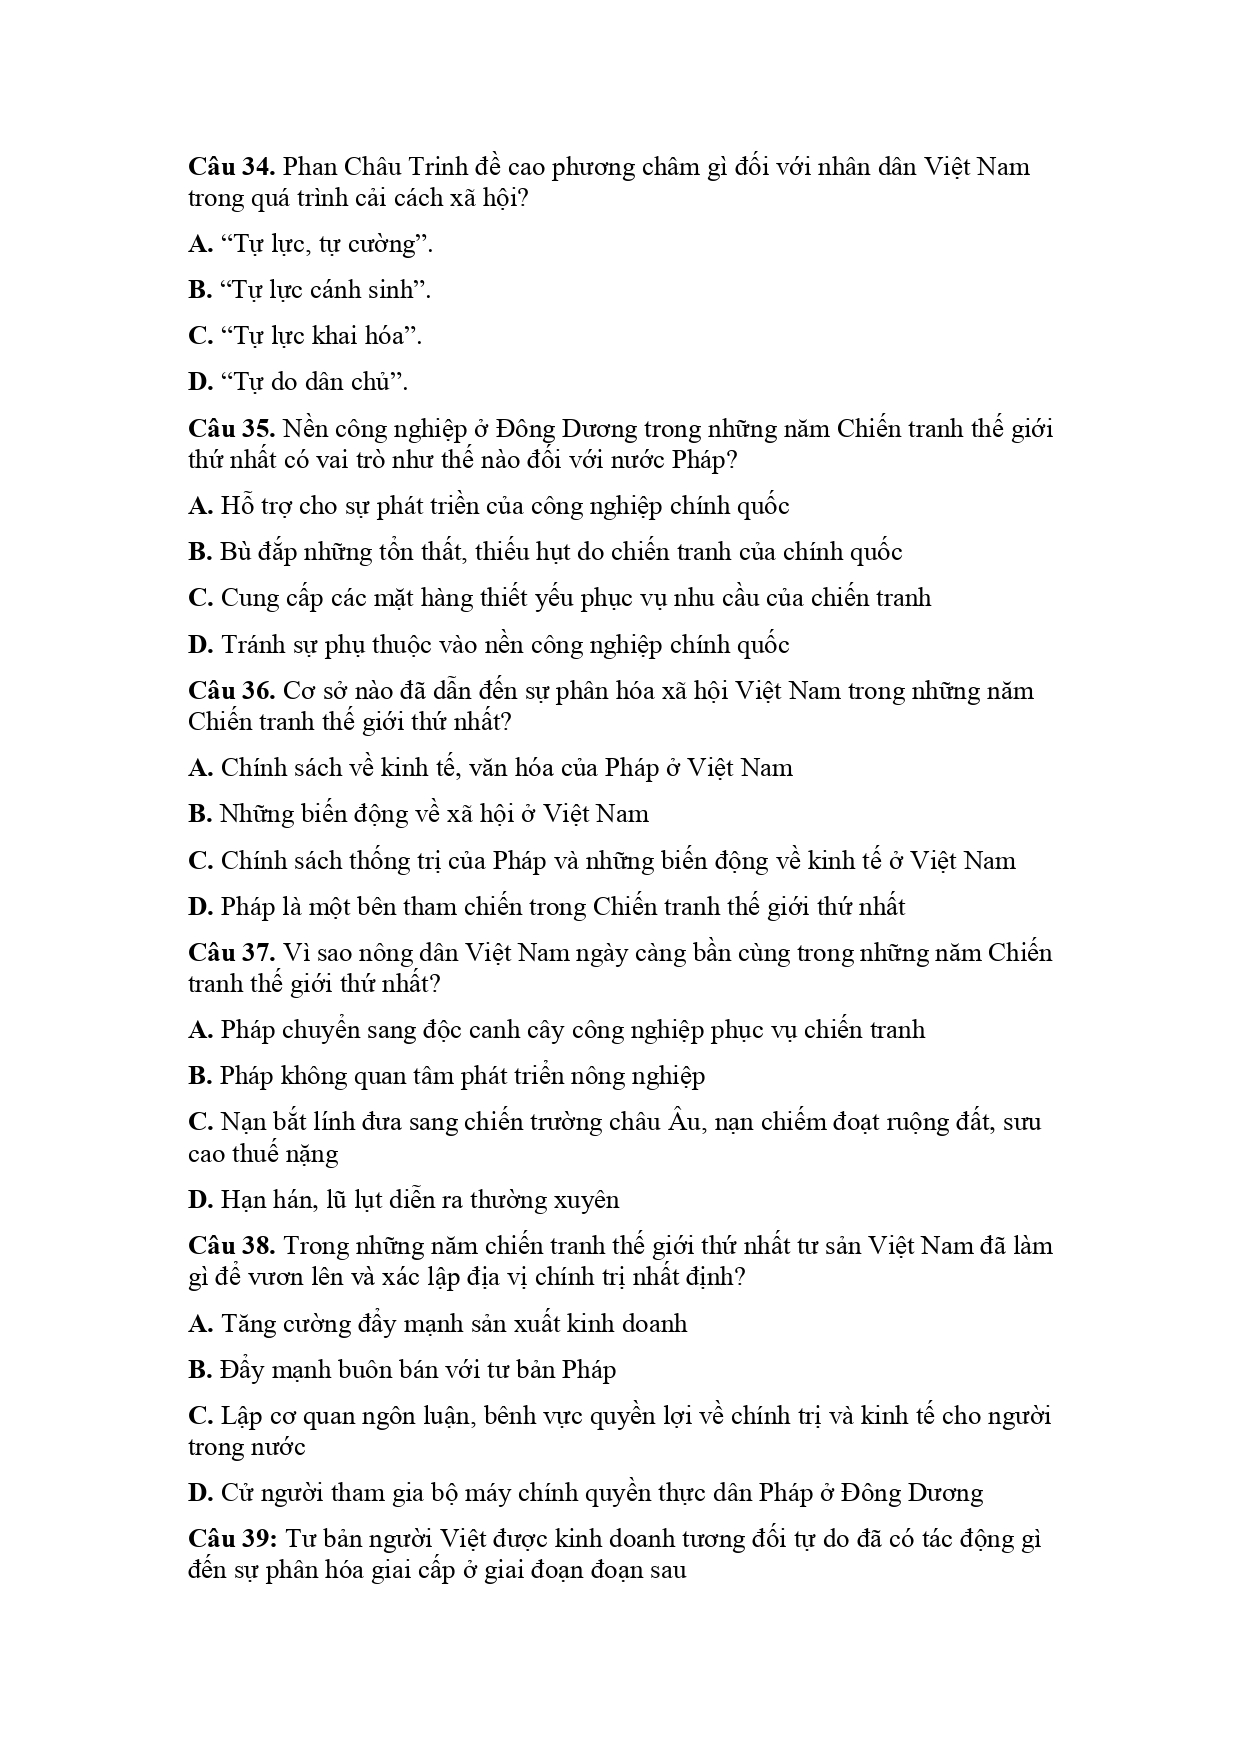 Câu 34. Phan Châu Trinh đề cao phương châm gì đối với nhân dân Việt Nam
trong quá trình cải cách xã hội?
A. “Tự lực, tự cường”.
B. “Tự lực cánh sinh”.
C. “Tự lực khai hóa”.
D. “Tự do dân chủ”.
Câu 35. Nền công nghiệp ở Đông Dương trong những năm Chiến tranh thế giới
thứ nhất có vai trò như thế nào đối với nước Pháp?
A. Hỗ trợ cho sự phát triền của công nghiệp chính quốc
B. Bù đắp những tổn thất, thiếu hụt do chiến tranh của chính quốc
C. Cung cấp các mặt hàng thiết yếu phục vụ nhu cầu của chiến tranh
D. Tránh sự phụ thuộc vào nền công nghiệp chính quốc
Câu 36. Cơ sở nào đã dẫn đến sự phân hóa xã hội Việt Nam trong những năm
Chiến tranh thế giới thứ nhất?
A. Chính sách về kinh tế, văn hóa của Pháp ở Việt Nam
B. Những biến động về xã hội ở Việt Nam
C. Chính sách thống trị của Pháp và những biến động về kinh tế ở Việt Nam
D. Pháp là một bên tham chiến trong Chiến tranh thế giới thứ nhất
Câu 37. Vì sao nông dân Việt Nam ngày càng bần cùng trong những năm Chiến
tranh thế giới thứ nhất?
A. Pháp chuyển sang độc canh cây công nghiệp phục vụ chiến tranh
B. Pháp không quan tâm phát triển nông nghiệp
C. Nạn bắt lính đưa sang chiến trường châu Âu, nạn chiếm đoạt ruộng đất, sưu
cao thuế nặng
D. Hạn hán, lũ lụt diễn ra thường xuyên
Câu 38. Trong những năm chiến tranh thế giới thứ nhất tư sản Việt Nam đã làm
gì để vươn lên và xác lập địa vị chính trị nhất định?
A. Tăng cường đẩy mạnh sản xuất kinh doanh
B. Đẩy mạnh buôn bán với tư bản Pháp
C. Lập cơ quan ngôn luận, bênh vực quyền lợi về chính trị và kinh tế cho người
trong nước
D. Cử người tham gia bộ máy chính quyền thực dân Pháp ở Đông Dương
Câu 39: Tư bản người Việt được kinh doanh tương đối tự do đã có tác động gì
đến sự phân hóa giai cấp ở giai đoạn đoạn sau